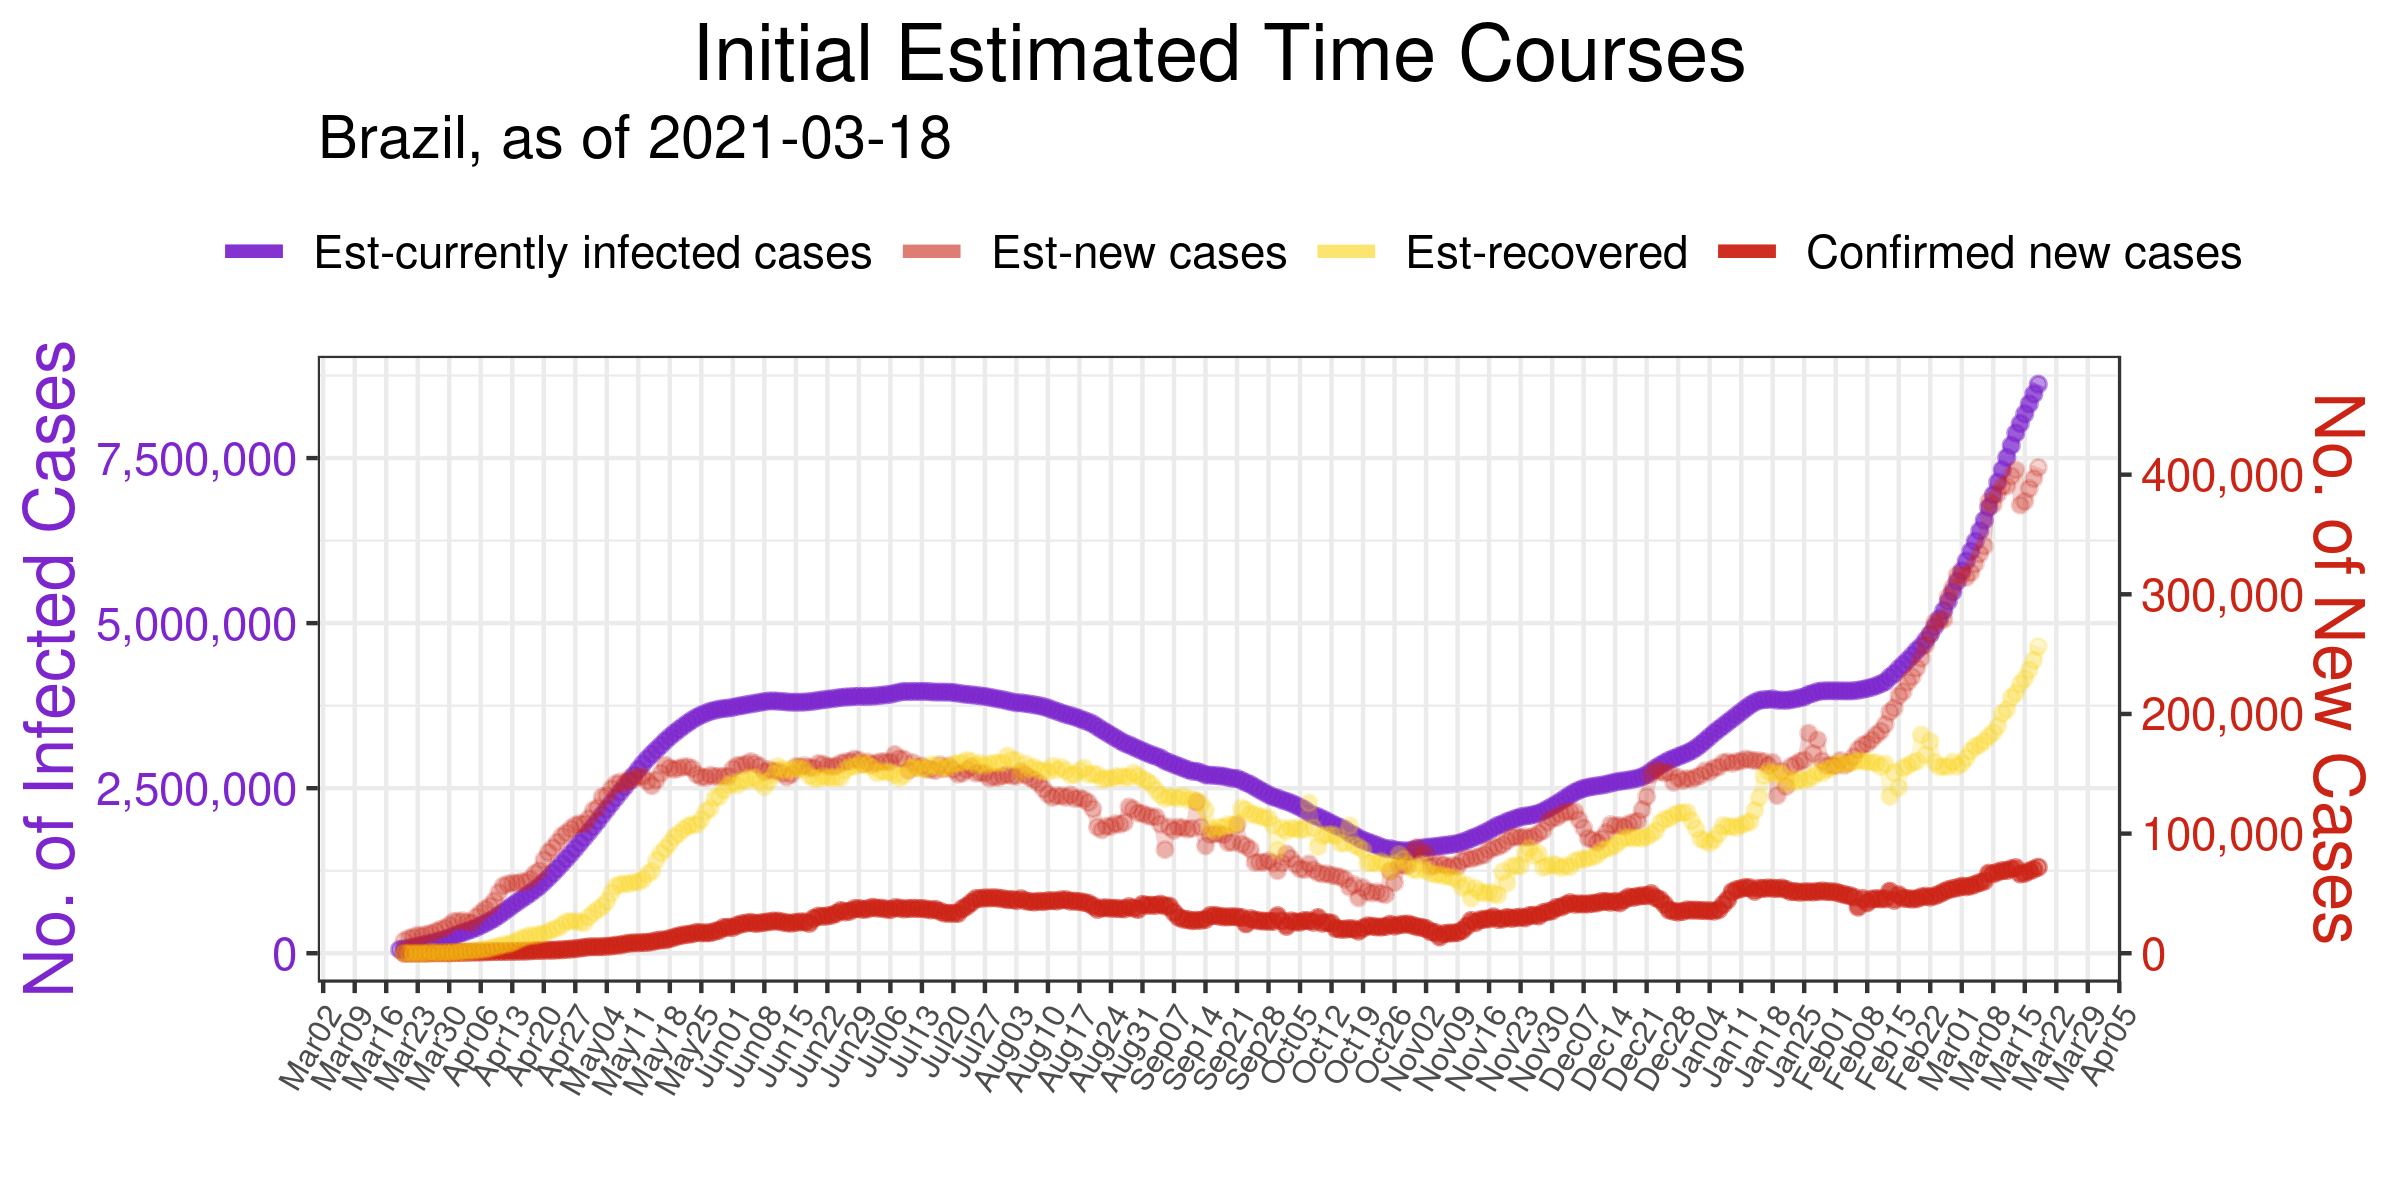 Initial Estimated Time Courses
Brazil, as of 2021-03-18
Est-currently infected cases Est-new cases Est-recovered Confirmed new cases
No. of Infected Cases
7,500,000
5,000,000
2,500,000
0
400,000
300,000
200,000
100,000
0
No. of New Cases
Mar02 Mar09 Mar16 Mar23 Mar30 Apr06 Apr13 Apr20 Apr27 May04 May11 May18 May25 Jun01 Jun08 Jun15 Jun22 Jun29 Jul06 Jul13 Jul20 Jul27 Aug03 Aug10 Aug17 Aug24 Aug31 Sep07 Sep14 Sep21 Sep28 Oct05 Oct12 Oct19 Oct26 Nov02 Nov09 Nov16 Nov23 Nov30 Dec07 Dec14 Dec21 Dec28 Jan04 Jan11 Jan18 Jan25 Feb01 Feb08 Feb15 Feb22 Mar01 Mar08 Mar15 Mar22 Mar29 Apr05